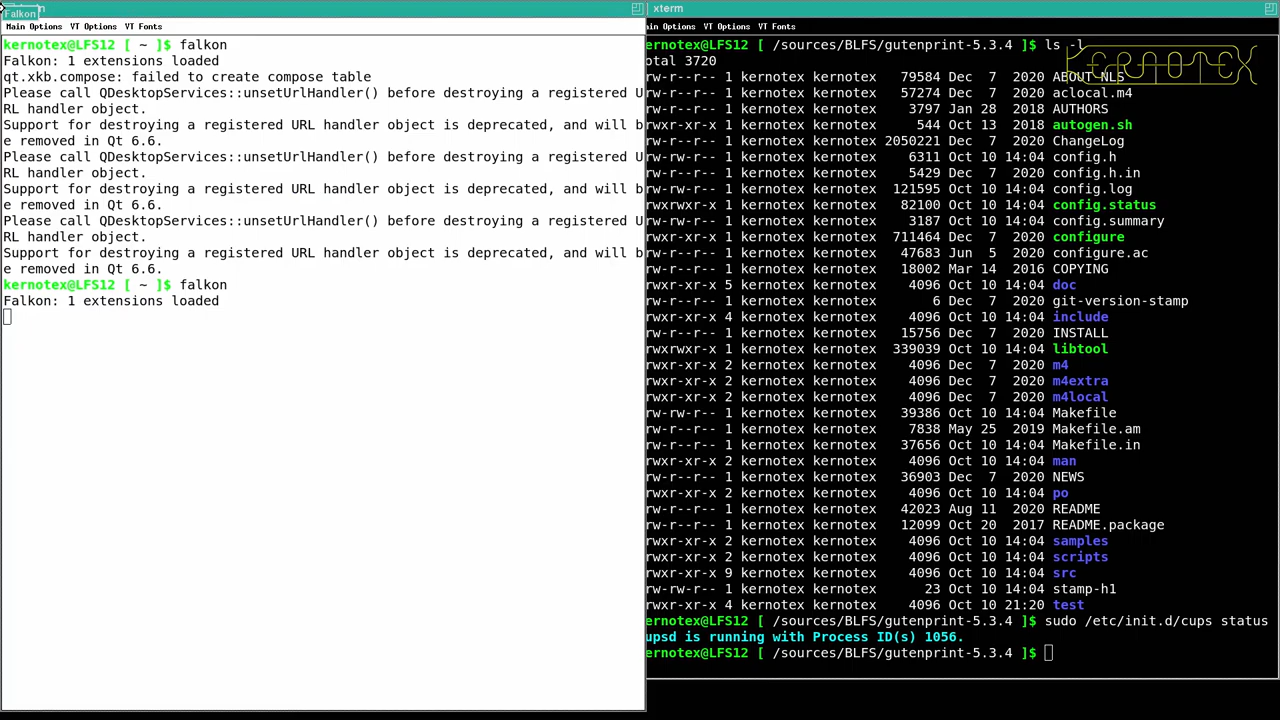 Falkon
Main Options VT Options VT Fonts
kernotex@LFS12 [ ~ ]$ falkon
Falkon: 1 extensions loaded
qt.xkb.compose: failed to create compose table
Please call QDesktopServices::unsetUrlHandler() before destroying a registered U
RL handler object.
Support for destroying a registered URL handler object is deprecated, and will b
e removed in Qt 6.6.
Please call QDesktopServices::unsetUrlHandler() before destroying a registered U
RL handler object.
Support for destroying a registered URL handler object is deprecated, and will b
e removed in Qt 6.6.
Please call QDesktopServices::unsetUrlHandler() before destroying a registered U
RL handler object.
Support for destroying a registered URL handler object is deprecated, and will b
e removed in Qt 6.6.
kernotex@LFS12 [ ~ ]$ falkon
Falkon: 1 extensions loaded
xterm
ain Options VT Options VT Fonts
KERNOTEX
ernotex@LFS12 [ /sources/BLFS/gutenprint-5.3.4 ]$ ls -l
otal 3720
rw-r--r-- 1 kernotex kernotex 79584 Dec 7 2020 ABOUT-NLS
rw-r--r-- 1 kernotex kernotex 57274 Dec 7 2020 aclocal.m4
rw-r--r-- 1 kernotex kernotex 3797 Jan 28 2018 AUTHORS
rwxr-xr-x 1 kernotex kernotex 544 Oct 13 2018 autogen.sh
rw-r--r-- 1 kernotex kernotex 2050221 Dec 7 2020 ChangeLog
rw-rw-r-- 1 kernotex kernotex 6311 Oct 10 14:04 config.h
rw-r--r-- 1 kernotex kernotex 5429 Dec 7 2020 config.h.in
rw-rw-r-- 1 kernotex kernotex 121595 Oct 10 14:04 config.log
rwxrwxr-x 1 kernotex kernotex 82100 Oct 10 14:04 config.status
rw-rw-r-- 1 kernotex kernotex 3187 Oct 10 14:04 config.summary
rwxr-xr-x 1 kernotex kernotex 711464 Dec 7 2020 configure
rw-r--r-- 1 kernotex kernotex 47683 Jun 5 2020 configure.ac
rw-r--r-- 1 kernotex kernotex 18002 Mar 14 2016 COPYING
rwxr-xr-x 5 kernotex kernotex 4096 Oct 10 14:04 doc
rw-r--r-- 1 kernotex kernotex 6 Dec 7 2020 git-version-stamp
rwxr-xr-x 4 kernotex kernotex 4096 Oct 10 14:04 include
rw-r--r-- 1 kernotex kernotex 15756 Dec 7 2020 INSTALL
rwxrwxr-x 1 kernotex kernotex 339039 Oct 10 14:04 libtool
rwxr-xr-x 2 kernotex kernotex 4096 Dec 7 2020 m4
rwxr-xr-x 2 kernotex kernotex 4096 Dec 7 2020 m4extra
rwxr-xr-x 2 kernotex kernotex 4096 Dec 7 2020 m4local
rw-rw-r-- 1 kernotex kernotex 39386 Oct 10 14:04 Makefile
rw-r--r-- 1 kernotex kernotex 7838 May 25 2019 Makefile.am
rw-r--r-- 1 kernotex kernotex 37656 Oct 10 14:04 Makefile.in
rwxr-xr-x 2 kernotex kernotex 4096 Oct 10 14:04 man
rw-r--r-- 1 kernotex kernotex 36903 Dec 7 2020 NEWS
rwxr-xr-x 2 kernotex kernotex 4096 Oct 10 14:04 po
rw-r--r-- 1 kernotex kernotex 42023 Aug 11 2020 README
rw-r--r-- 1 kernotex kernotex 12099 Oct 20 2017 README.package
rwxr-xr-x 2 kernotex kernotex 4096 Oct 10 14:04 samples
rwxr-xr-x 2 kernotex kernotex 4096 Oct 10 14:04 scripts
rwxr-xr-x 9 kernotex kernotex 4096 Oct 10 14:04 src
rw-rw-r-- 1 kernotex kernotex 23 Oct 10 14:04 stamp-h1
rwxr-xr-x 4 kernotex kernotex 4096 Oct 10 21:20 test
ernotex@LFS12 [ /sources/BLFS/gutenprint-5.3.4 ]$ sudo /etc/init.d/cups status
upsd is running with Process ID(s) 1056.
ernotex@LFS12 [ /sources/BLFS/gutenprint-5.3.4 ]$